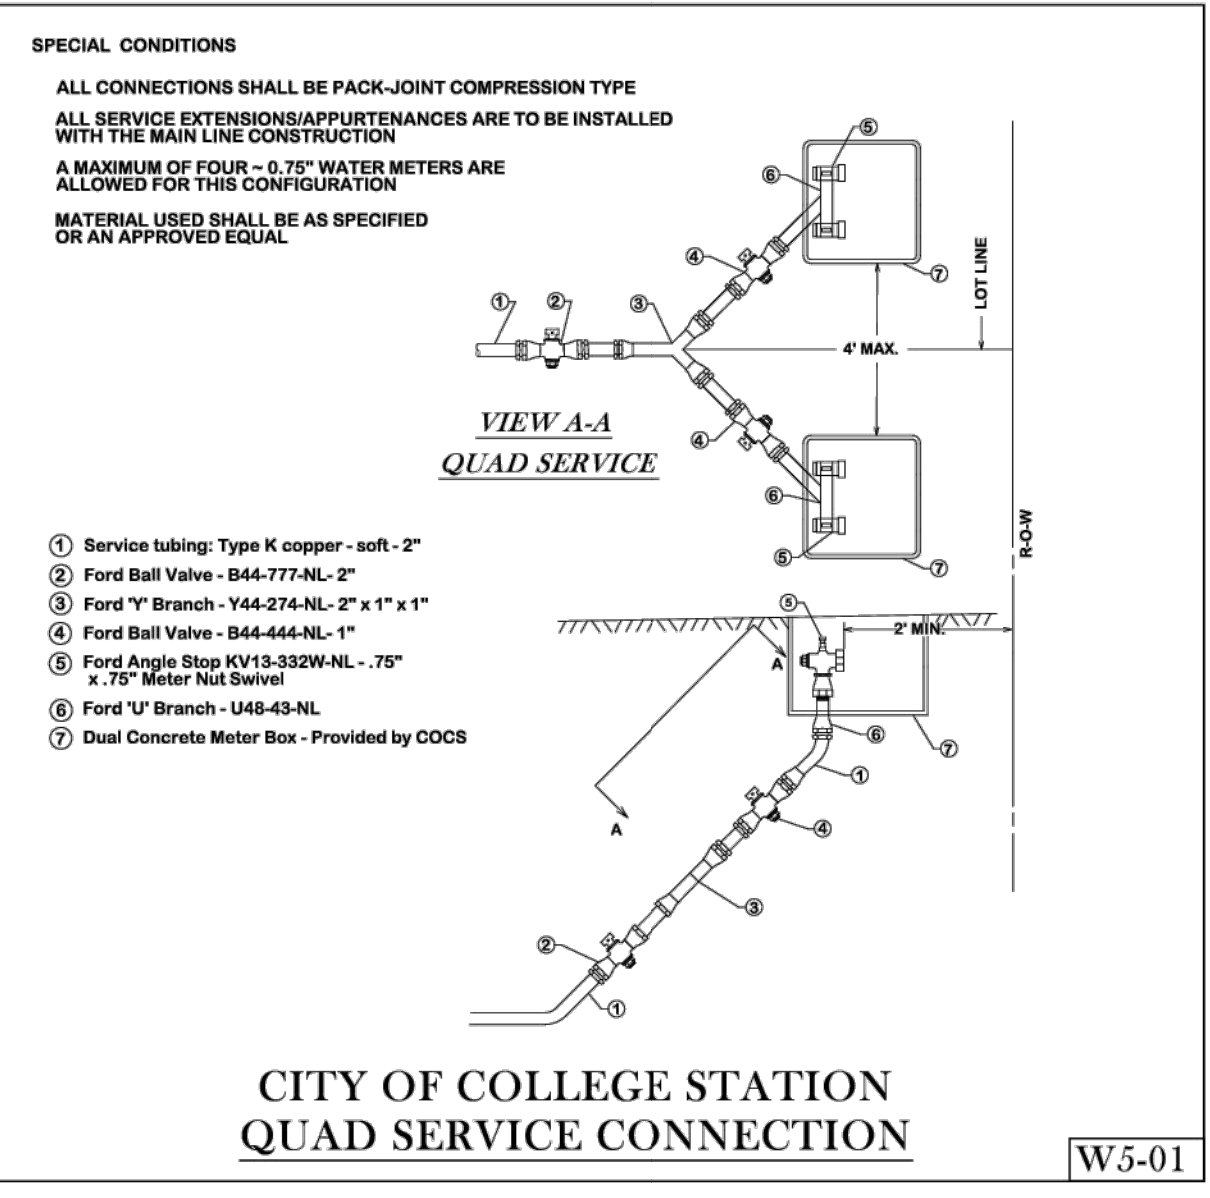 SPECIAL CONDITIONS
ALL CONNECTIONS SHALL BE PACK-JOINT COMPRESSION TYPE
ALL SERVICE EXTENSIONS/APPURTENANCES ARE TO BE INSTALLED
WITH THE MAIN LINE CONSTRUCTION
A MAXIMUM OF FOUR ~ 0.75" WATER METERS ARE
ALLOWED FOR THIS CONFIGURATION
MATERIAL USED SHALL BE AS SPECIFIED
OR AN APPROVED EQUAL
5
6
4
7
LOT LINE
1
2
3
4' MAX.
VIEW A-A
QUAD SERVICE
4
6
5
7
R-O-W
1 Service tubing: Type K copper - soft - 2"
2 Ford Ball Valve - B44-777-NL- 2"
3 Ford 'Y' Branch - Y44-274-NL- 2" x 1" x 1"
4 Ford Ball Valve - B44-444-NL- 1"
5 Ford Angle Stop KV13-332W-NL - .75"
x .75" Meter Nut Swivel
6 Ford 'U' Branch - U48-43-NL
7 Dual Concrete Meter Box - Provided by COCS
5
2' MIN.
A
6
7
1
A
4
3
2
1
CITY OF COLLEGE STATION
QUAD SERVICE CONNECTION
W5-01